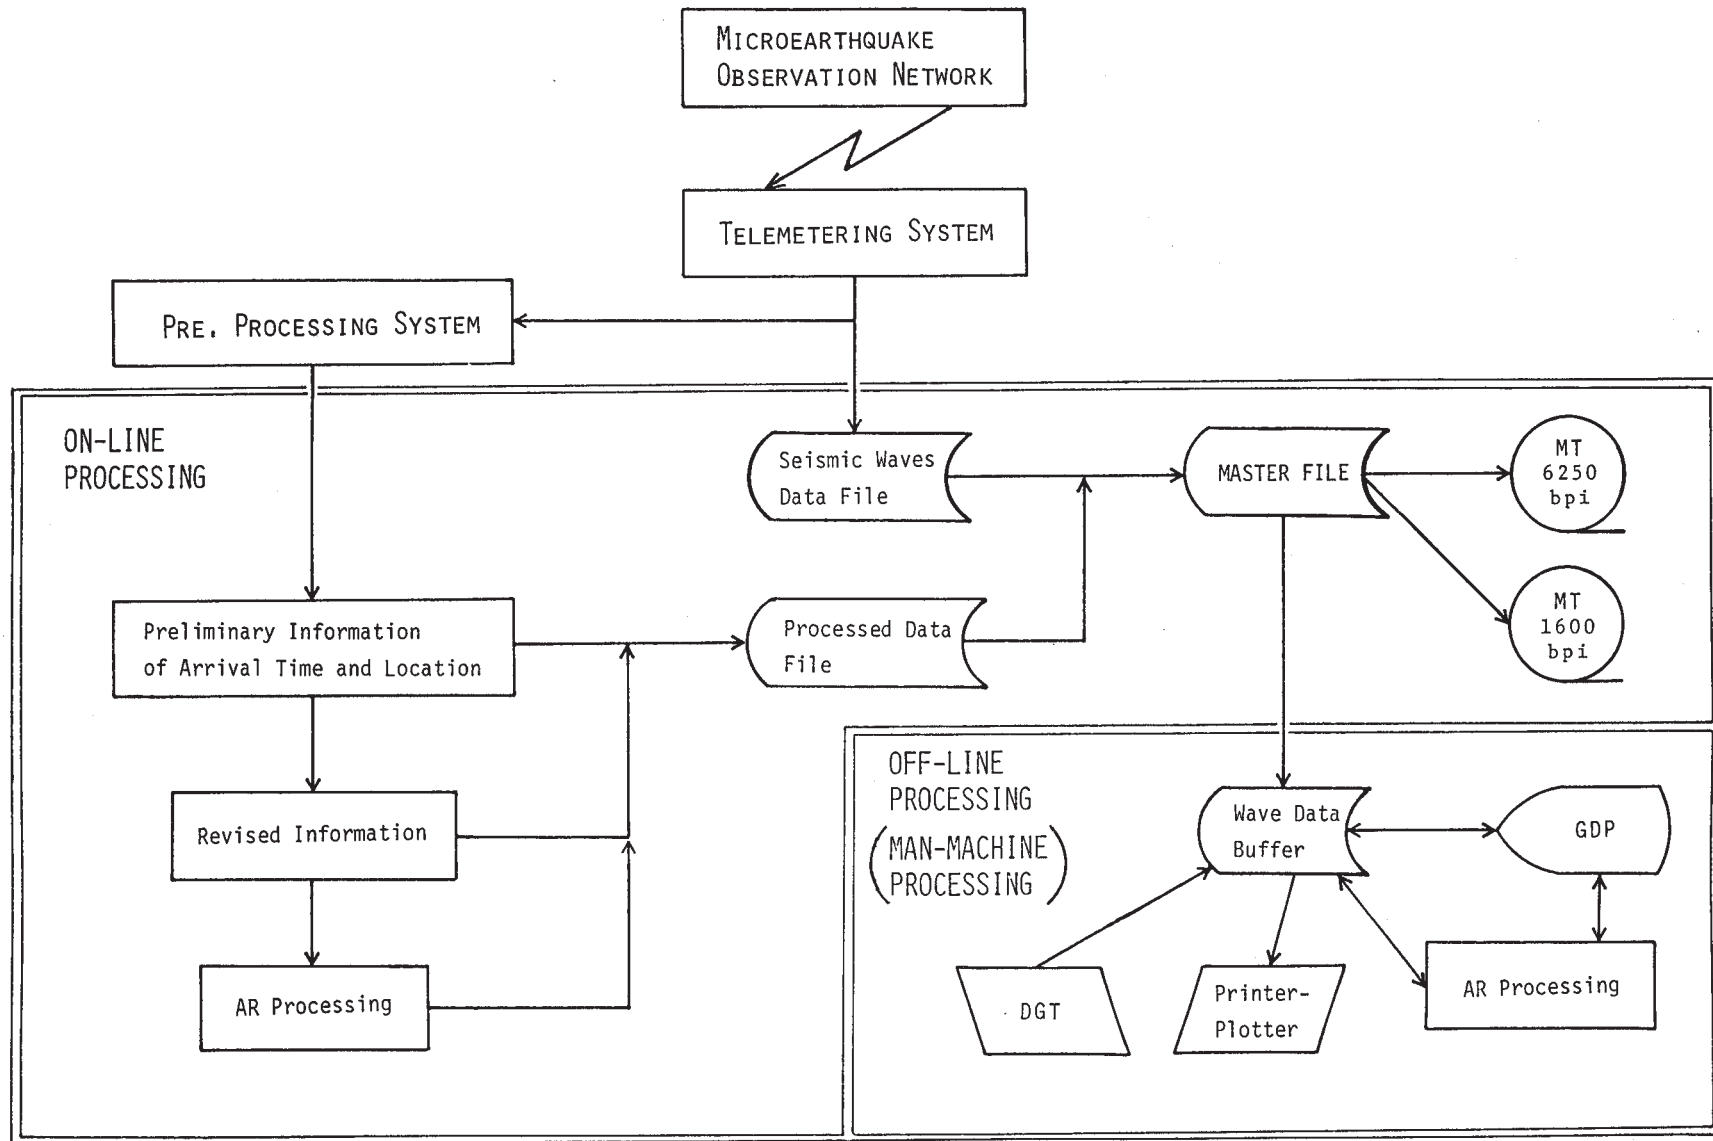 MICROEARTHQUAKE
OBSERVATION NETWORK
TELEMETERING SYSTEM
PRE. PROCESSING SYSTEM
ON-LINE
PROCESSING
Seismic Waves
Data File
MASTER FILE
MT
6250
bpi
Preliminary Information
of Arrival Time and Location
Processed Data
File
MT
1600
bpi
Revised Information
AR Processing
OFF-LINE
PROCESSING
(MAN-MACHINE
PROCESSING)
Wave Data
Buffer
GDP
DGT
Printer-
Plotter
AR Processing